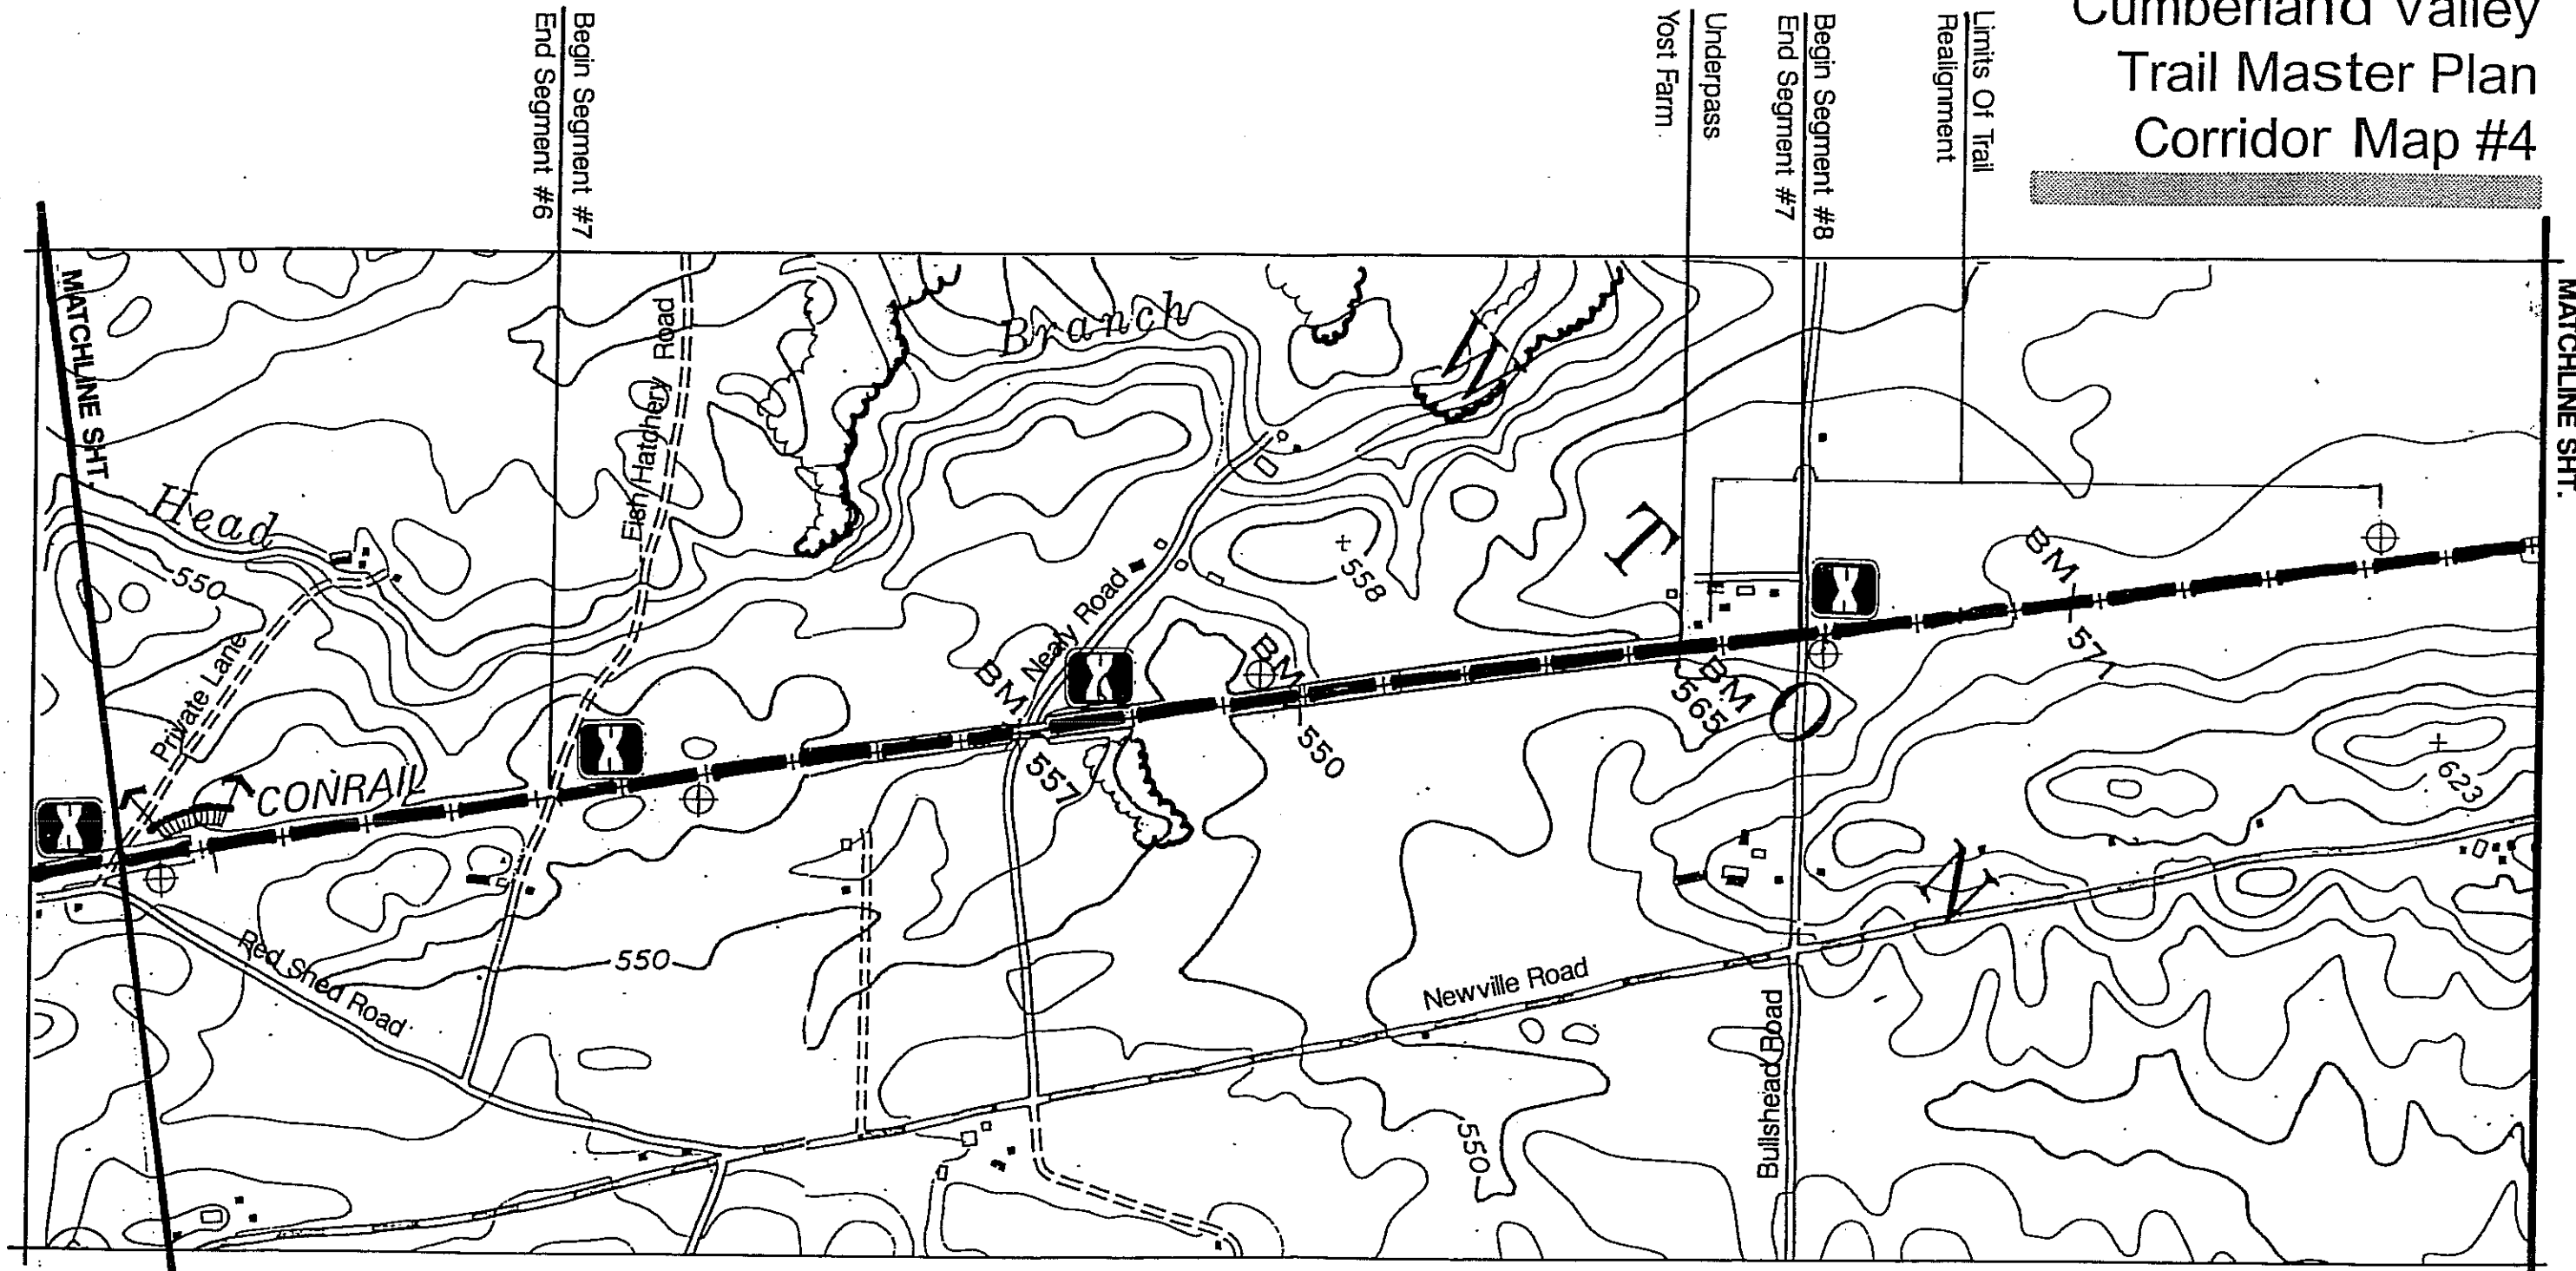 Cumberland Valley
Trail Master Plan
Corridor Map #4
Begin Segment #7
End Segment #6
Underpass
Yost Farm
Begin Segment #8
End Segment #7
Limits Of Trail
Realignment
MATCHLINE SHT.
MATCHLINE SHT.
Fish Hatchery Road
Branch
Head
550
Private Lane
CONRAIL
Nealy Road
BM
557
BM
550
558
T
BM
565
O
BM
571
623
N
N
Red Shed Road
550
Newville Road
Bullshead Road
550